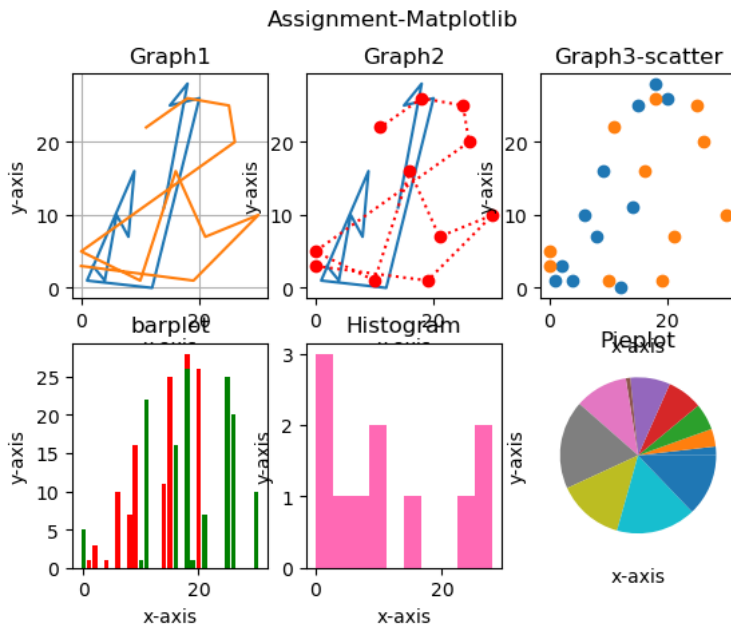 Assignment-Matplotlib
Graph1 Graph2 Graph3-scatter
y-axis y-axis y-axis
20 20 20
10 10 10
0 0 0
0 20 0 20 0 20
x-axis x-axis x-axis
barplot Histogram Pieplot
y-axis y-axis y-axis
25
20
15
10
5
0
3
2
1
0
0 20 0 20
x-axis x-axis x-axis